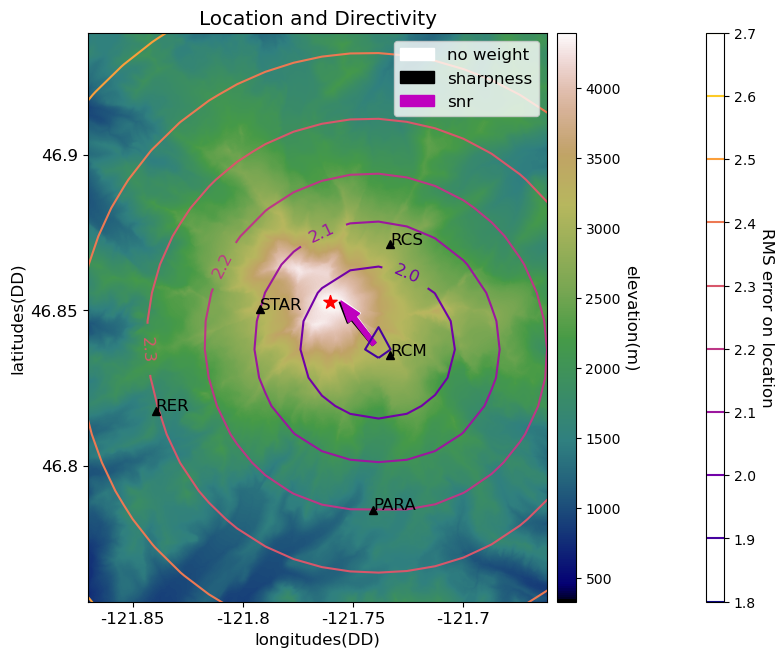 Location and Directivity
no weight
sharpness
snr
46.9
46.85
46.8
latitudes(DD)
-121.85
-121.8
-121.75
-121.7
longitudes(DD)
2.1
2.2
2.3
2.0
RCS
STAR
RCM
RER
PARA
4000
3500
3000
2500
2000
1500
1000
500
elevation(m)
2.7
2.6
2.5
2.4
2.3
2.2
2.1
2.0
1.9
1.8
RMS error on location